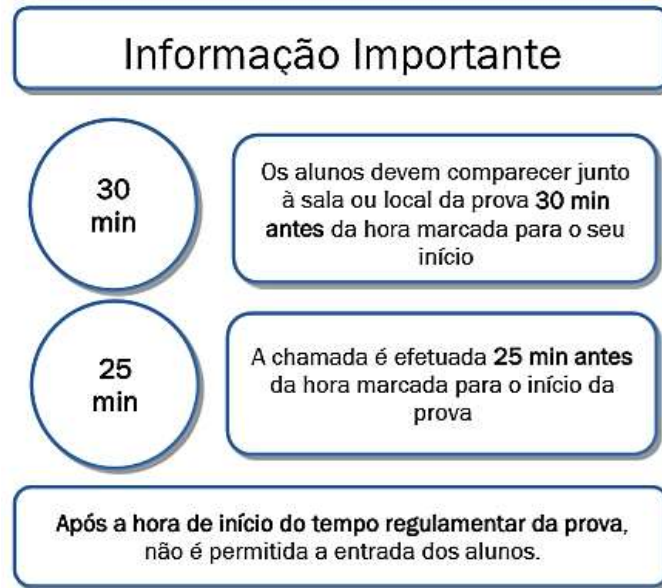 Informação Importante
30
min
Os alunos devem comparecer junto
à sala ou local da prova 30 min
antes da hora marcada para o seu
início
25
min
A chamada é efetuada 25 min antes
da hora marcada para o início da
prova
Após a hora de início do tempo regulamentar da prova,
não é permitida a entrada dos alunos.